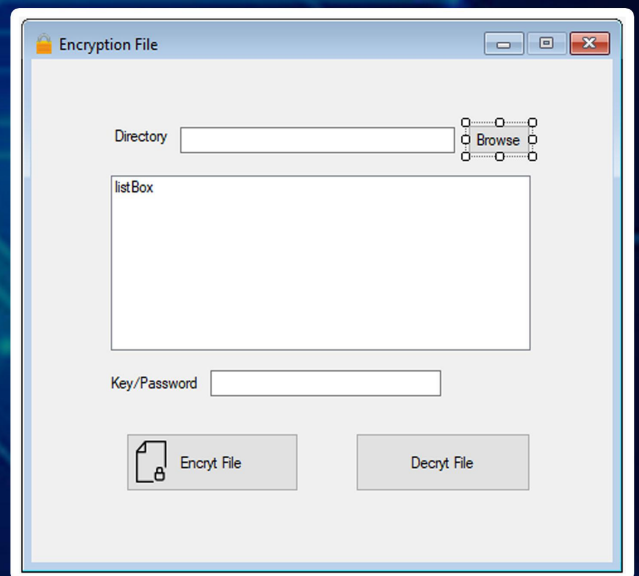 Encryption File
Directory
Browse
listBox
Key/Password
Encryt File
Decryt File